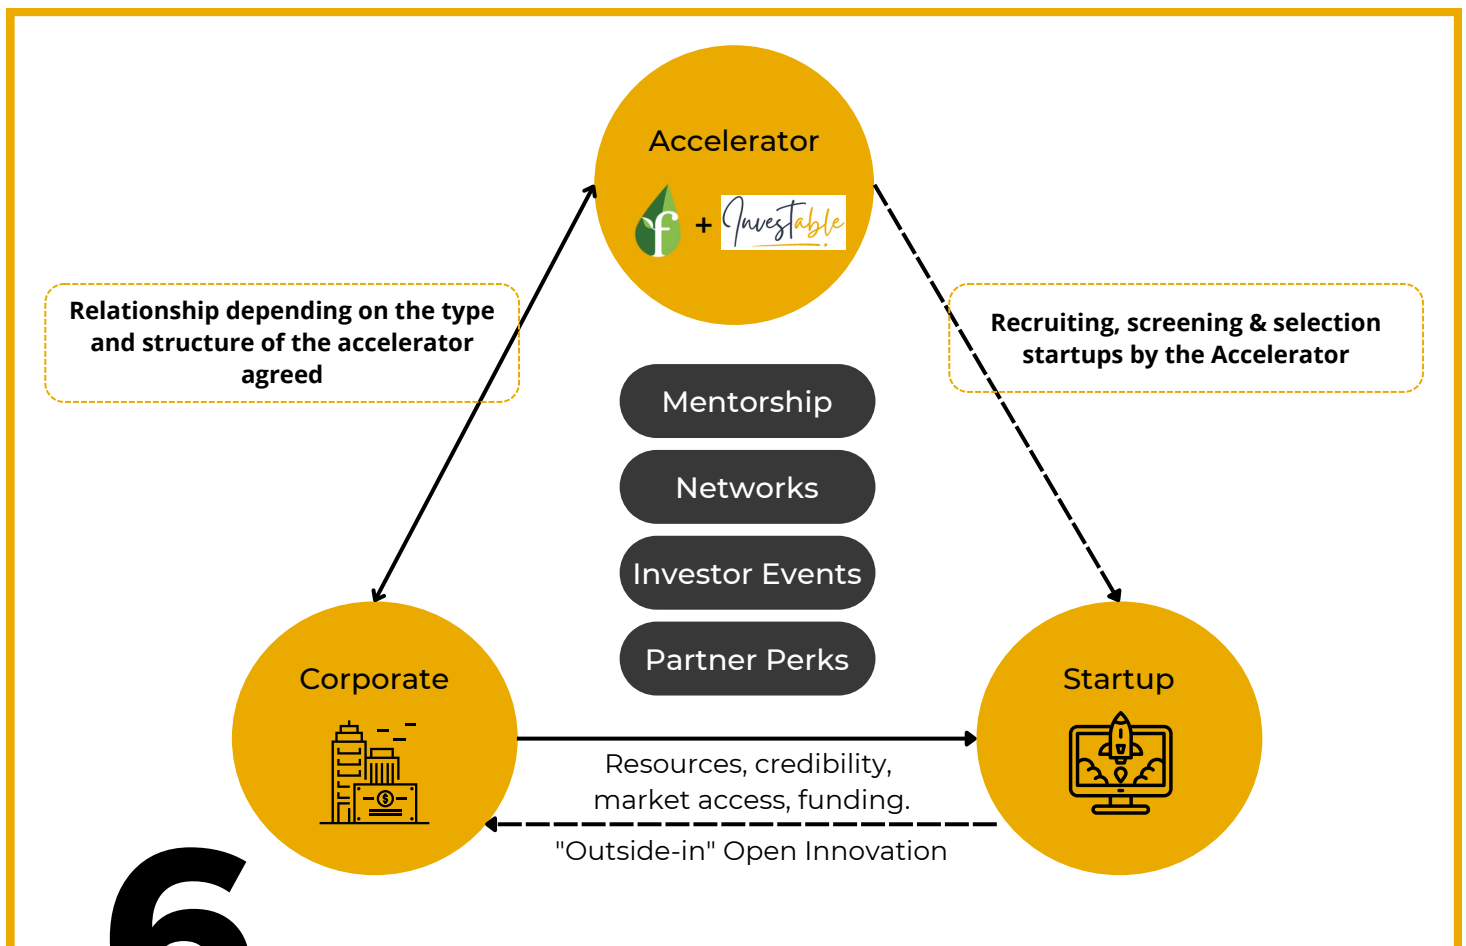 Accelerator
f
+
Investable
Relationship depending on the type
and structure of the accelerator
agreed
Recruiting, screening & selection
startups by the Accelerator
Mentorship
Networks
Investor Events
Partner Perks
Corporate
$
Startup
Resources, credibility,
market access, funding.
"Outside-in" Open Innovation
6